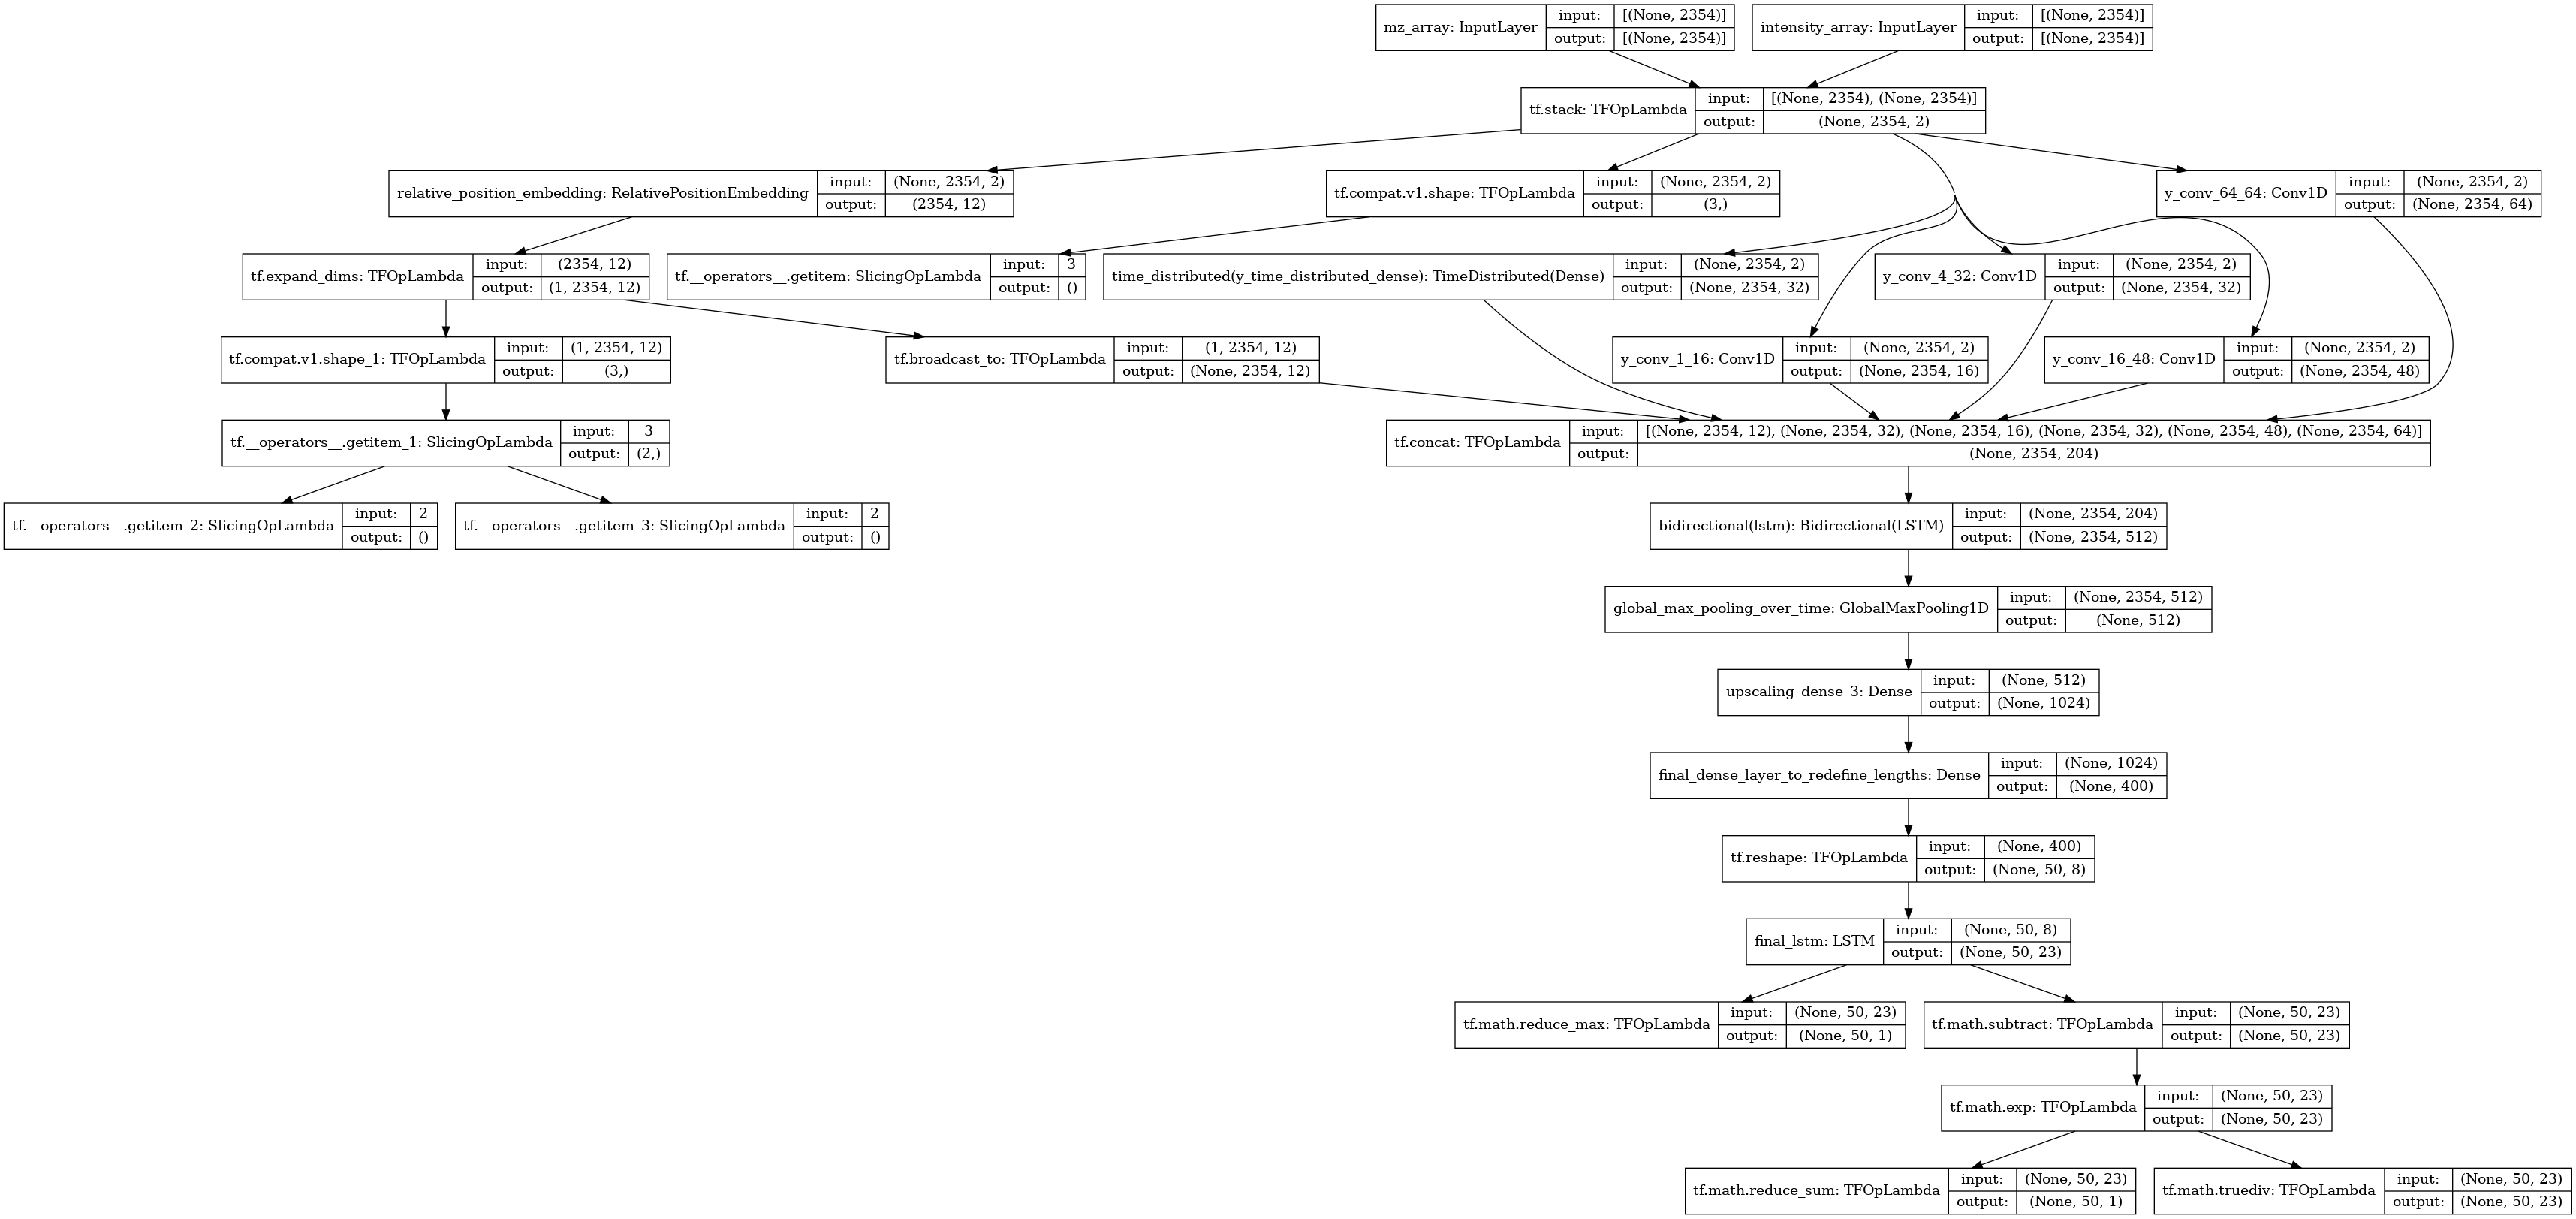 mz_array: InputLayer
input: [(None, 2354)]
output: [(None, 2354)]
intensity_array: InputLayer
input: [(None, 2354)]
output: [(None, 2354)]
tf.stack: TFOpLambda
input: [(None, 2354), (None, 2354)]
output: (None, 2354, 2)
relative_position_embedding: RelativePositionEmbedding
input: (None, 2354, 2)
output: (2354, 12)
tf.compat.v1.shape: TFOpLambda
input: (None, 2354, 2)
output: (3,)
y_conv_64_64: Conv1D
input: (None, 2354, 2)
output: (None, 2354, 64)
tf.expand_dims: TFOpLambda
input: (2354, 12)
output: (1, 2354, 12)
tf.__operators__.getitem: SlicingOpLambda
input: 3
output: ()
time_distributed(y_time_distributed_dense): TimeDistributed(Dense)
input: (None, 2354, 2)
output: (None, 2354, 32)
y_conv_4_32: Conv1D
input: (None, 2354, 2)
output: (None, 2354, 32)
tf.compat.v1.shape_1: TFOpLambda
input: (1, 2354, 12)
output: (3,)
tf.broadcast_to: TFOpLambda
input: (1, 2354, 12)
output: (None, 2354, 12)
y_conv_1_16: Conv1D
input: (None, 2354, 2)
output: (None, 2354, 16)
y_conv_16_48: Conv1D
input: (None, 2354, 2)
output: (None, 2354, 48)
tf.__operators__.getitem_1: SlicingOpLambda
input: 3
output: (2,)
tf.concat: TFOpLambda
input: [(None, 2354, 12), (None, 2354, 32), (None, 2354, 16), (None, 2354, 32), (None, 2354, 48), (None, 2354, 64)]
output: (None, 2354, 204)
tf.__operators__.getitem_2: SlicingOpLambda
input: 2
output: ()
tf.__operators__.getitem_3: SlicingOpLambda
input: 2
output: ()
bidirectional(lstm): Bidirectional(LSTM)
input: (None, 2354, 204)
output: (None, 2354, 512)
global_max_pooling_over_time: GlobalMaxPooling1D
input: (None, 2354, 512)
output: (None, 512)
upscaling_dense_3: Dense
input: (None, 512)
output: (None, 1024)
final_dense_layer_to_redefine_lengths: Dense
input: (None, 1024)
output: (None, 400)
tf.reshape: TFOpLambda
input: (None, 400)
output: (None, 50, 8)
final_lstm: LSTM
input: (None, 50, 8)
output: (None, 50, 23)
tf.math.reduce_max: TFOpLambda
input: (None, 50, 23)
output: (None, 50, 1)
tf.math.subtract: TFOpLambda
input: (None, 50, 23)
output: (None, 50, 23)
tf.math.exp: TFOpLambda
input: (None, 50, 23)
output: (None, 50, 23)
tf.math.reduce_sum: TFOpLambda
input: (None, 50, 23)
output: (None, 50, 1)
tf.math.truediv: TFOpLambda
input: (None, 50, 23)
output: (None, 50, 23)